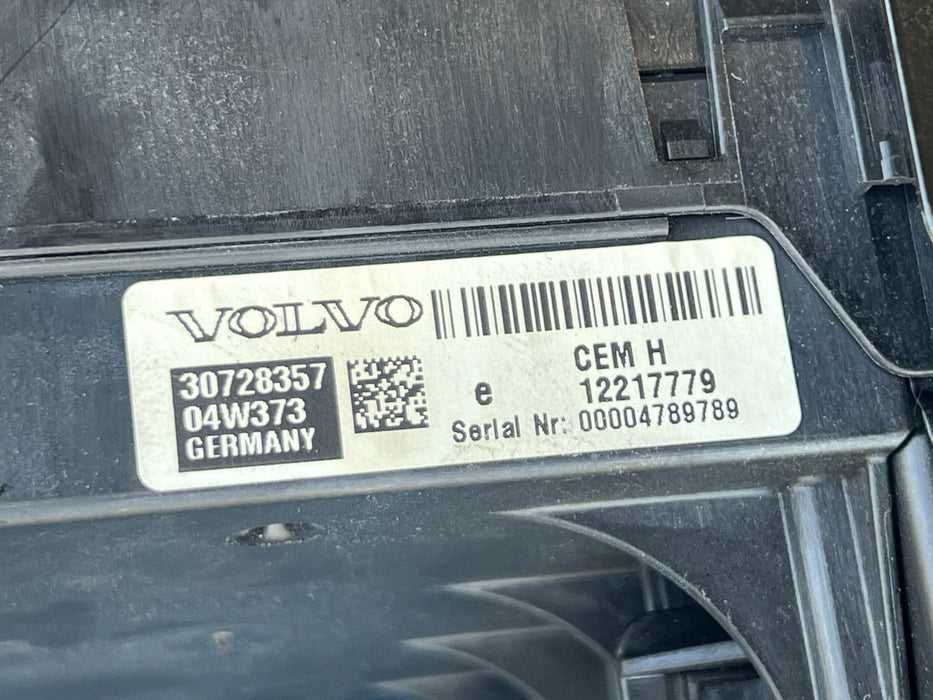 VOLVO
30728357
04W373
GERMANY
CEM H
e 12217779
Serial Nr: 00004789789